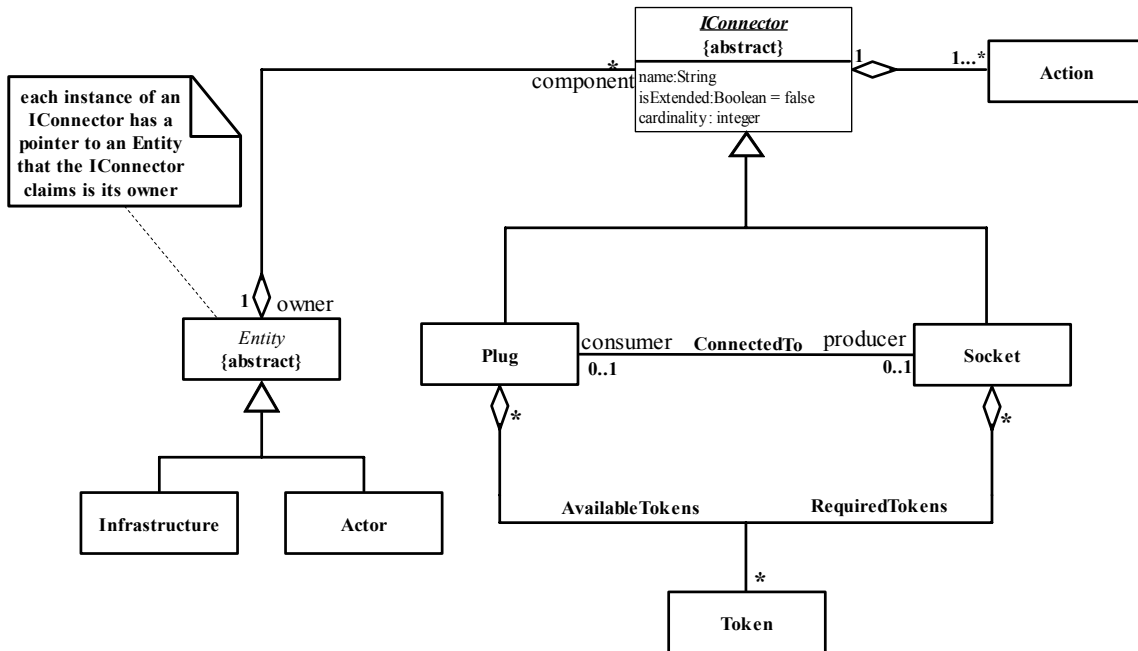 IConnector
{abstract}
name:String
isExtended:Boolean = false
cardinality: integer
1
1...*
Action
*
component
each instance of an
IConnector has a
pointer to an Entity
that the IConnector
claims is its owner
1
owner
Entity
{abstract}
Infrastructure
Actor
Plug
consumer
0..1
ConnectedTo
producer
0..1
Socket
*
*
AvailableTokens
RequiredTokens
*
Token